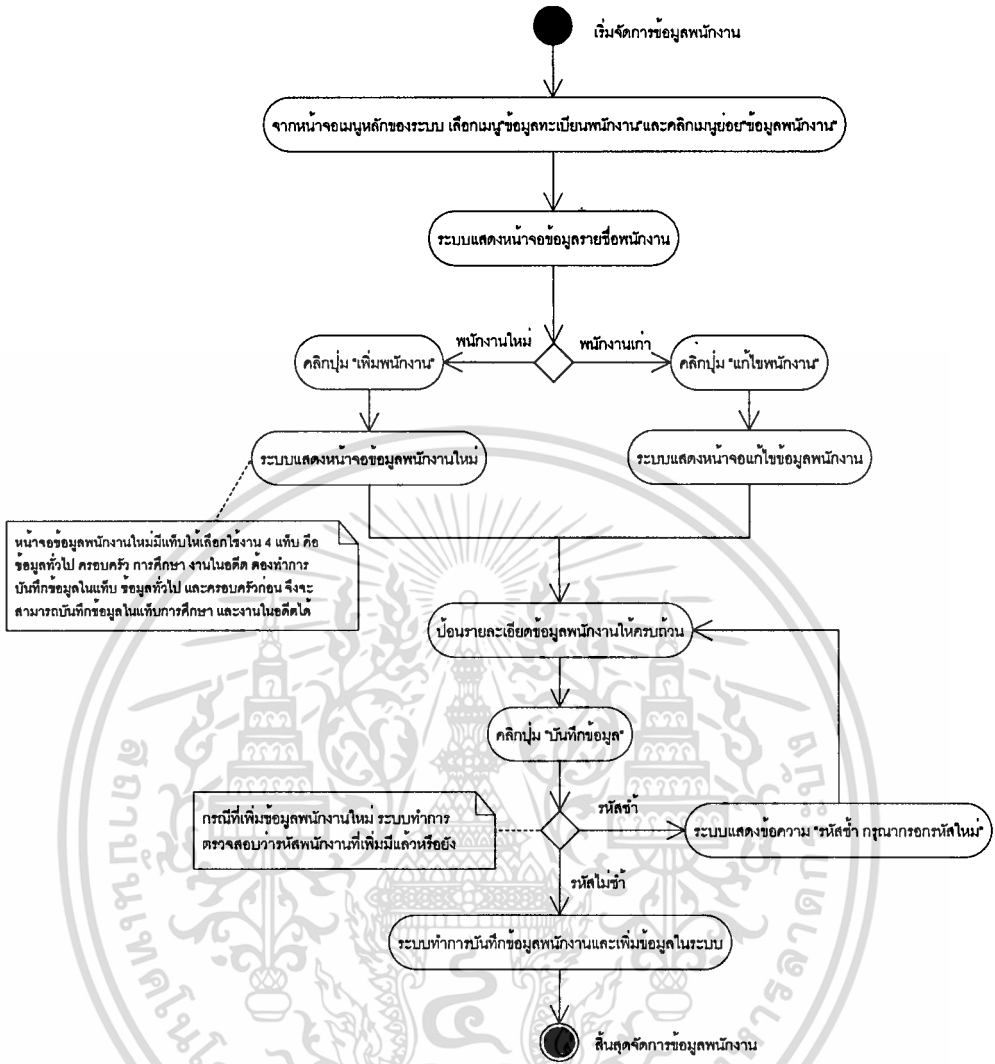 เริ่มจัดการข้อมูลพนักงาน
จากหน้าจอเมนูหลักของระบบ เลือกเมนู"ข้อมูลทะเบียนพนักงาน"และคลิกเมนูย่อย"ข้อมูลพนักงาน"
ระบบแสดงหน้าจอข้อมูลรายชื่อพนักงาน
พนักงานใหม่
พนักงานเก่า
คลิกปุ่ม "เพิ่มพนักงาน"
คลิกปุ่ม "แก้ไขพนักงาน"
ระบบแสดงหน้าจอข้อมูลพนักงานใหม่
ระบบแสดงหน้าจอแก้ไขข้อมูลพนักงาน
หน้าจอข้อมูลพนักงานใหม่มีแท็บให้เลือกใช้งาน 4 แท็บ คือ
ข้อมูลทั่วไป ครอบครัว การศึกษา งานในอดีต ต้องทำการ
บันทึกข้อมูลในแท็บ ข้อมูลทั่วไป และครอบครัวก่อน จึงจะ
สามารถบันทึกข้อมูลในแท็บการศึกษา และงานในอดีตได้
ป้อนรายละเอียดข้อมูลพนักงานให้ครบถ้วน
คลิกปุ่ม "บันทึกข้อมูล"
รหัสซ้ำ
กรณีที่เพิ่มข้อมูลพนักงานใหม่ ระบบทำการ
ตรวจสอบว่ารหัสพนักงานที่เพิ่มมีแล้วหรือยัง
ระบบแสดงข้อความ "รหัสซ้ำ กรุณากรอกรหัสใหม่"
รหัสไม่ซ้ำ
ระบบทำการบันทึกข้อมูลพนักงานและเพิ่มข้อมูลในระบบ
สิ้นสุดจัดการข้อมูลพนักงาน